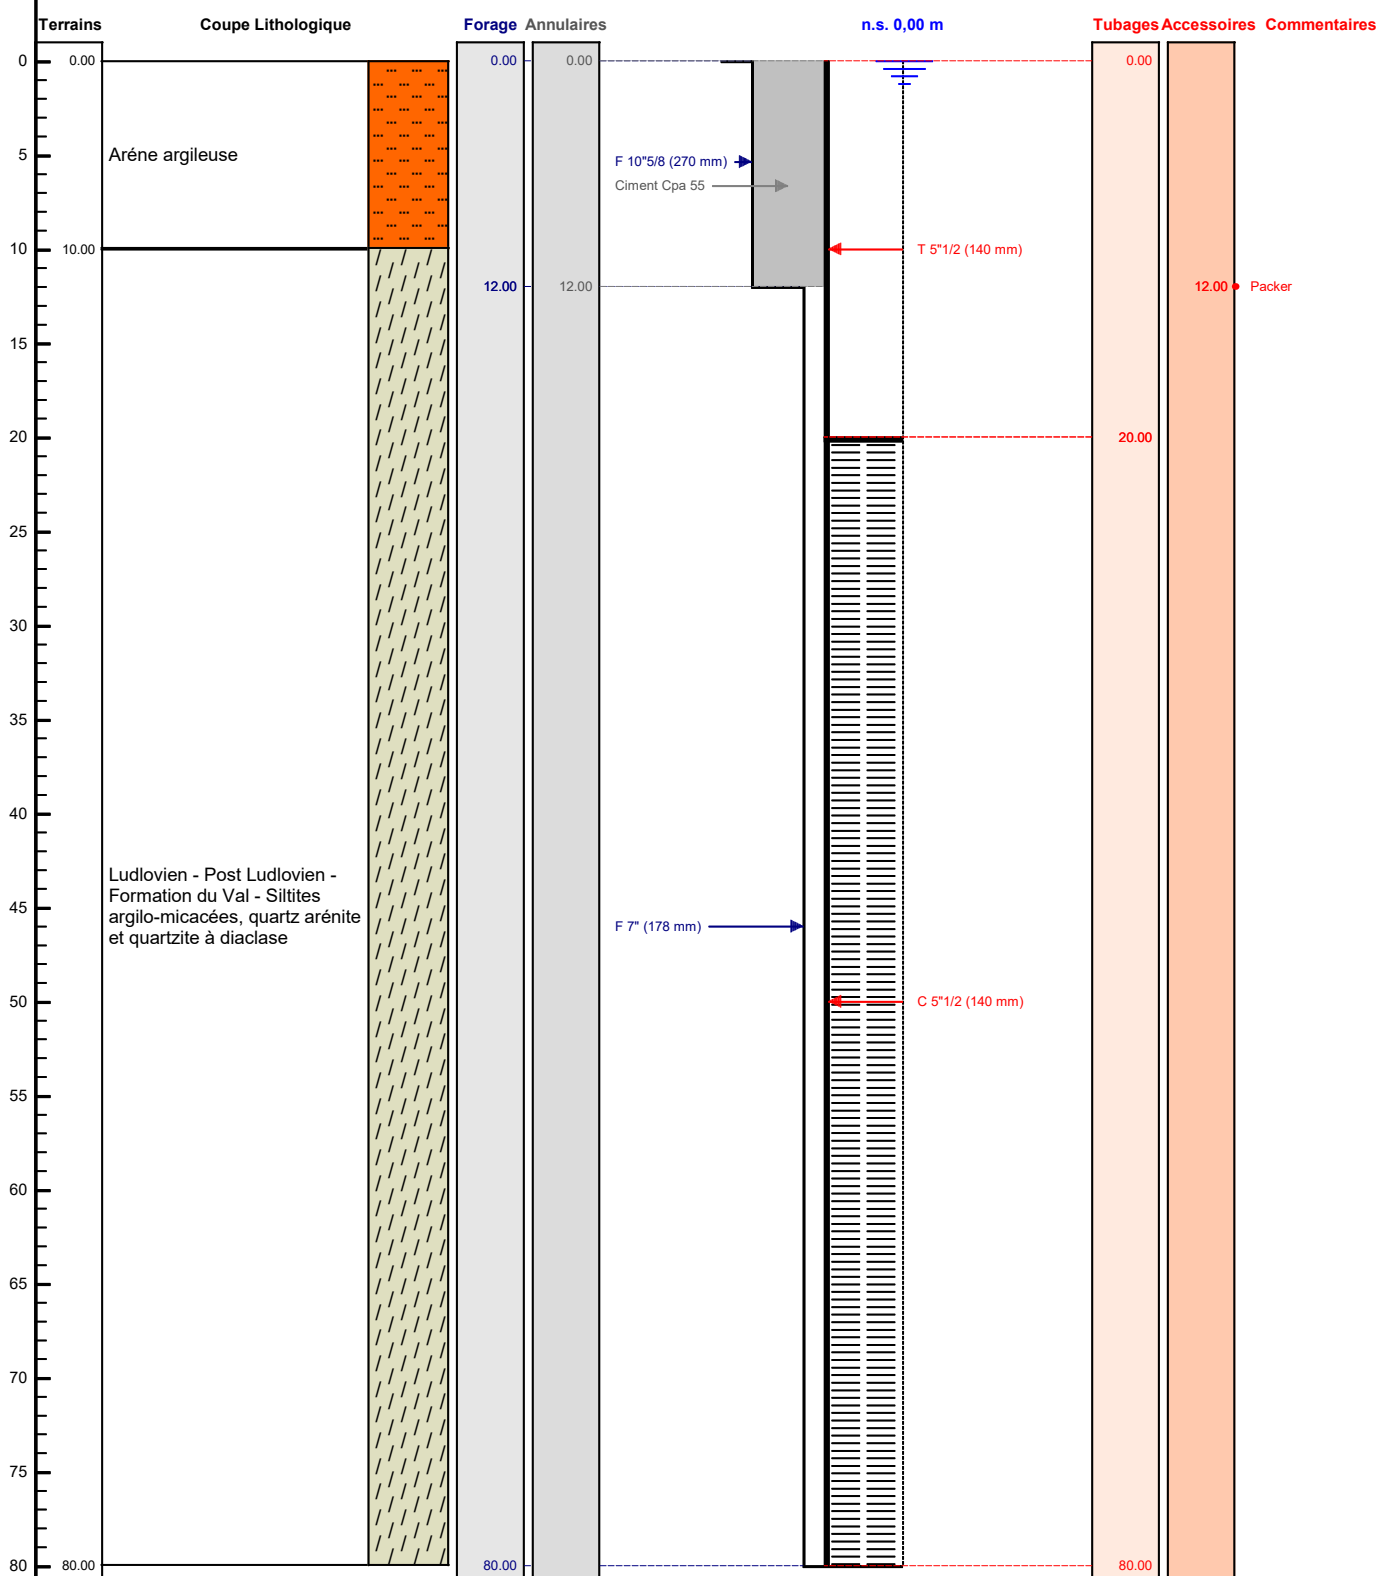 Terrains Coupe Lithologique Forage Annulaires n.s. 0,00 m Tubages Accessoires Commentaires
0 0.00 0.00 0.00 0.00
5 Aréne argileuse
F 10"5/8 (270 mm)
Ciment Cpa 55
10 10.00 T 5"1/2 (140 mm)
12.00 12.00 12.00 Packer
15
20 20.00
25
30
35
40
Ludlovien - Post Ludlovien -
Formation du Val - Siltites
45 argilo-micacées, quartz arénite
et quartzite à diaclase
F 7" (178 mm)
50 C 5"1/2 (140 mm)
55
60
65
70
75
80 80.00 80.00 80.00